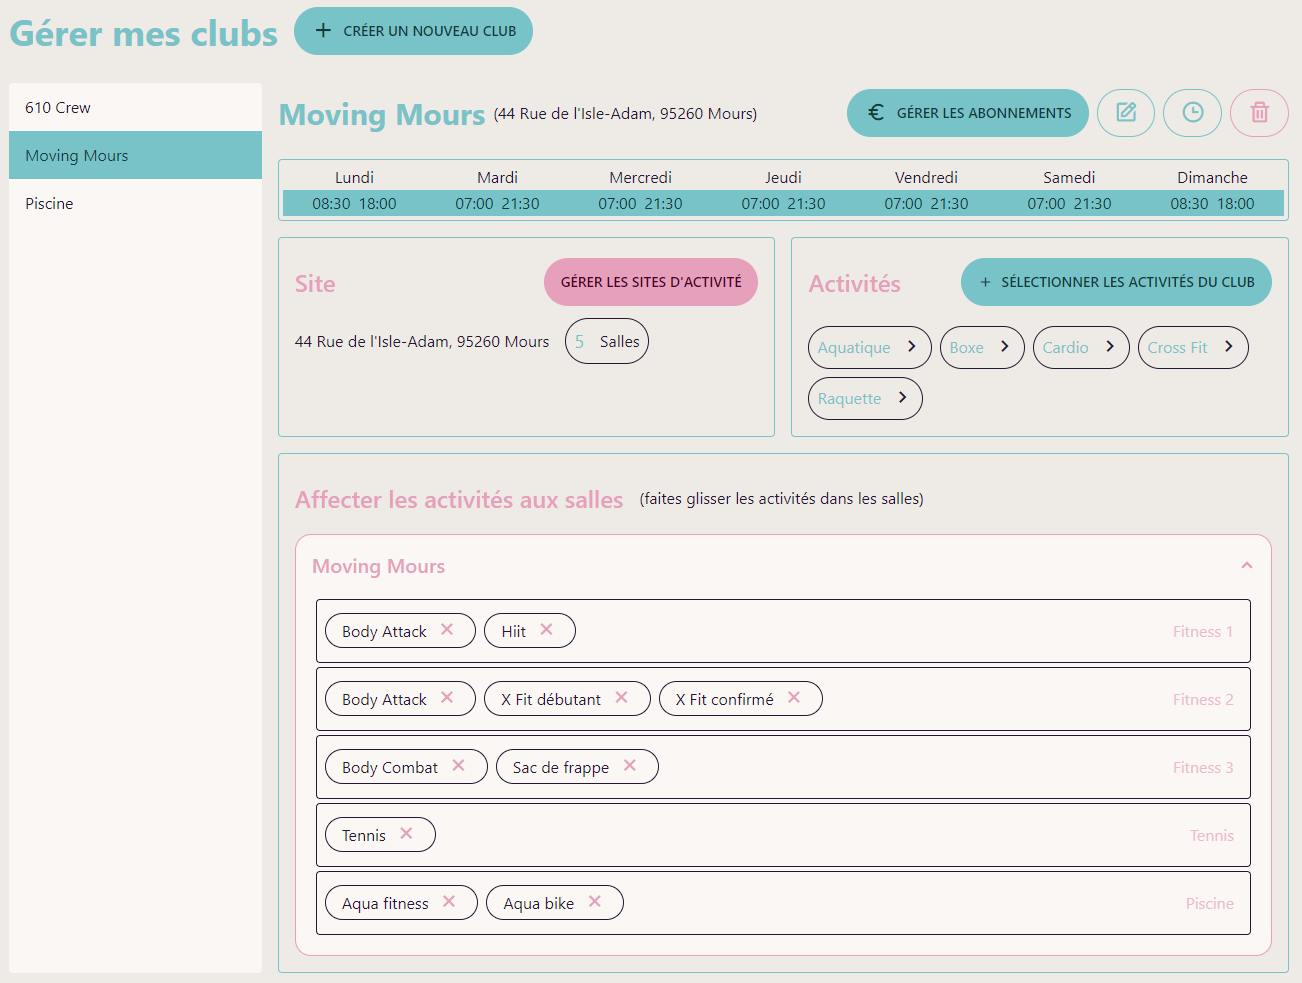 Gérer mes clubs
CRÉER UN NOUVEAU CLUB
610 Crew
Moving Mours
Piscine
Moving Mours (44 Rue de l'Isle-Adam, 95260 Mours)
€ GÉRER LES ABONNEMENTS
Lundi Mardi Mercredi Jeudi Vendredi Samedi Dimanche
08:30 18:00 07:00 21:30 07:00 21:30 07:00 21:30 07:00 21:30 07:00 21:30 08:30 18:00
Site
GÉRER LES SITES D'ACTIVITÉ
44 Rue de l'Isle-Adam, 95260 Mours
5 Salles
Activités
+ SÉLECTIONNER LES ACTIVITÉS DU CLUB
Aquatique Boxe Cardio Cross Fit
Raquette
Affecter les activités aux salles (faites glisser les activités dans les salles)
Moving Mours
Body Attack Hiit Fitness 1
Body Attack X Fit débutant X Fit confirmé Fitness 2
Body Combat Sac de frappe Fitness 3
Tennis Tennis
Aqua fitness Aqua bike Piscine